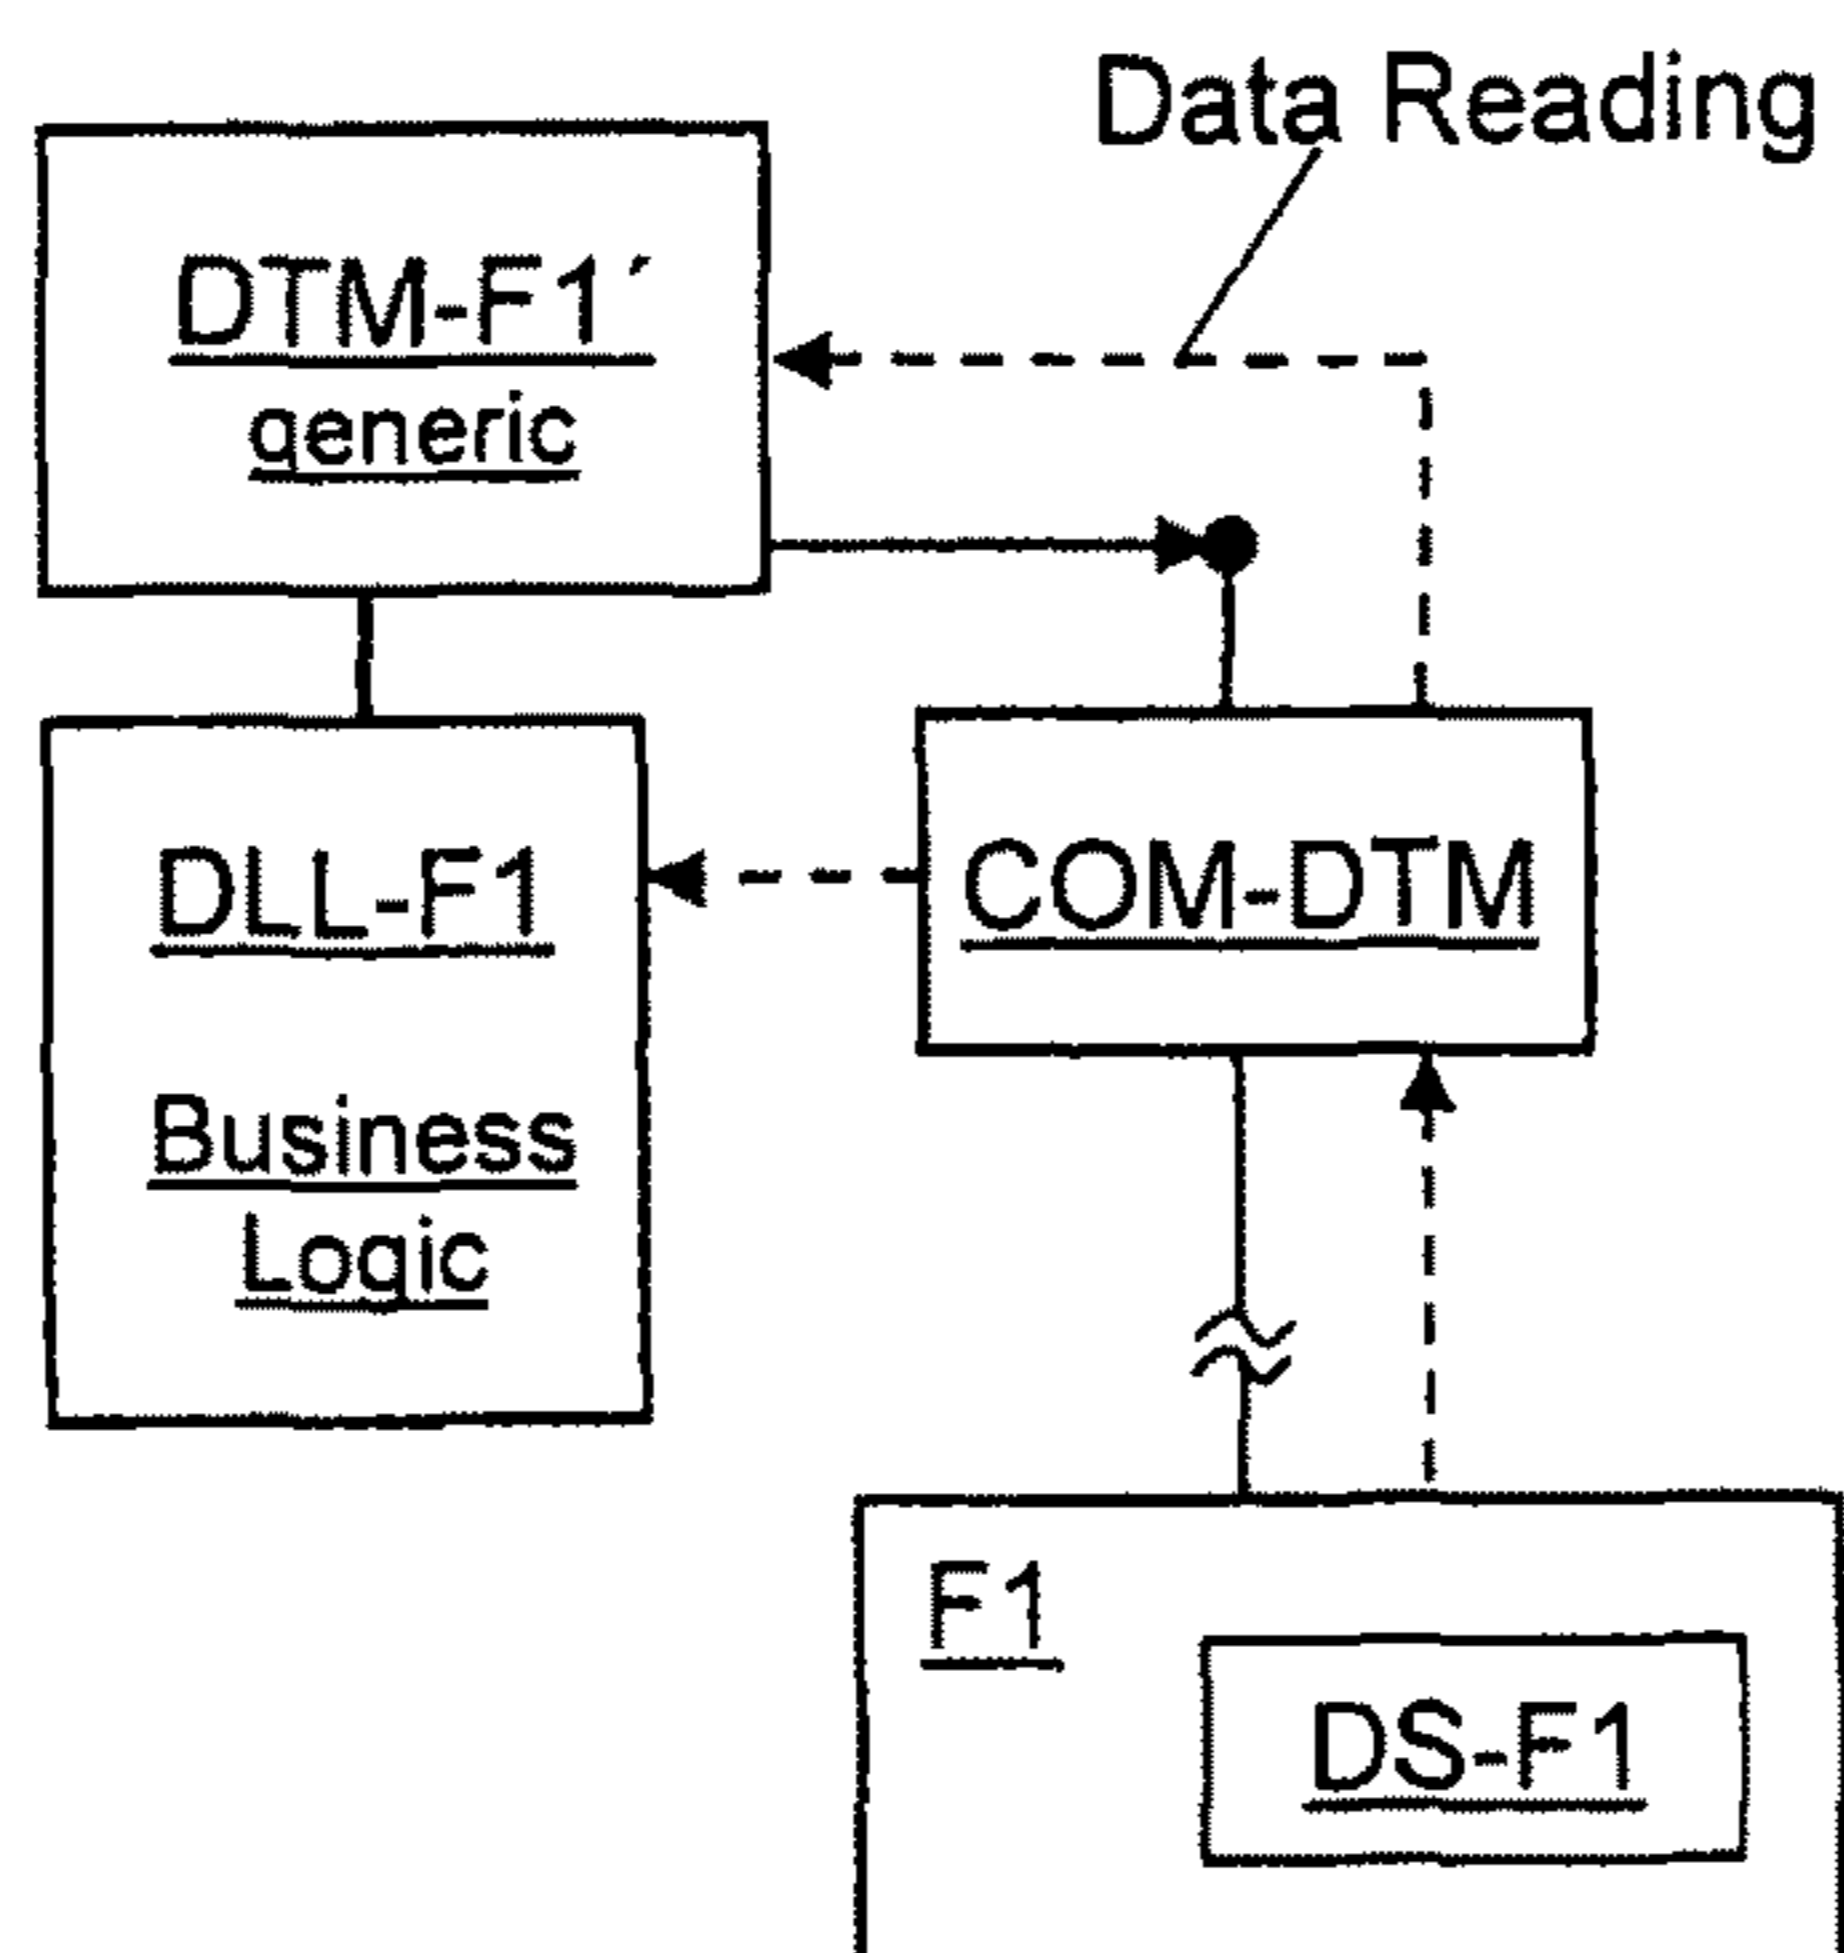 Data Reading
DTM-F1´
generic
DLL-F1
Business
Logic
COM-DTM
F1
DS-F1